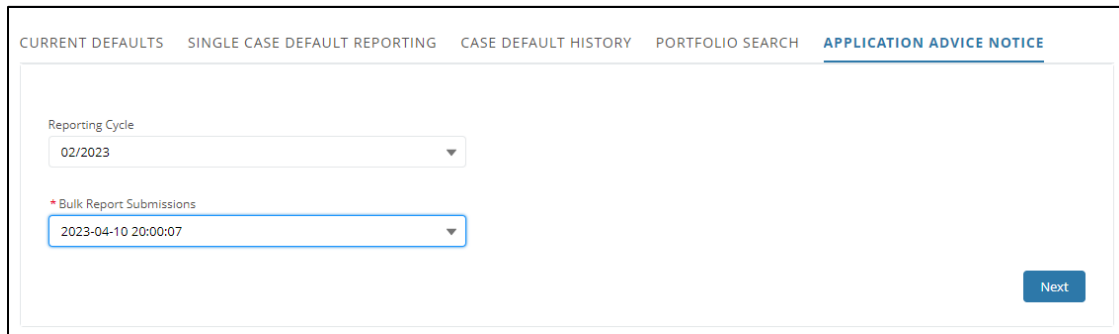 CURRENT DEFAULTS SINGLE CASE DEFAULT REPORTING CASE DEFAULT HISTORY PORTFOLIO SEARCH APPLICATION ADVICE NOTICE
Reporting Cycle
02/2023
* Bulk Report Submissions
2023-04-10 20:00:07
Next